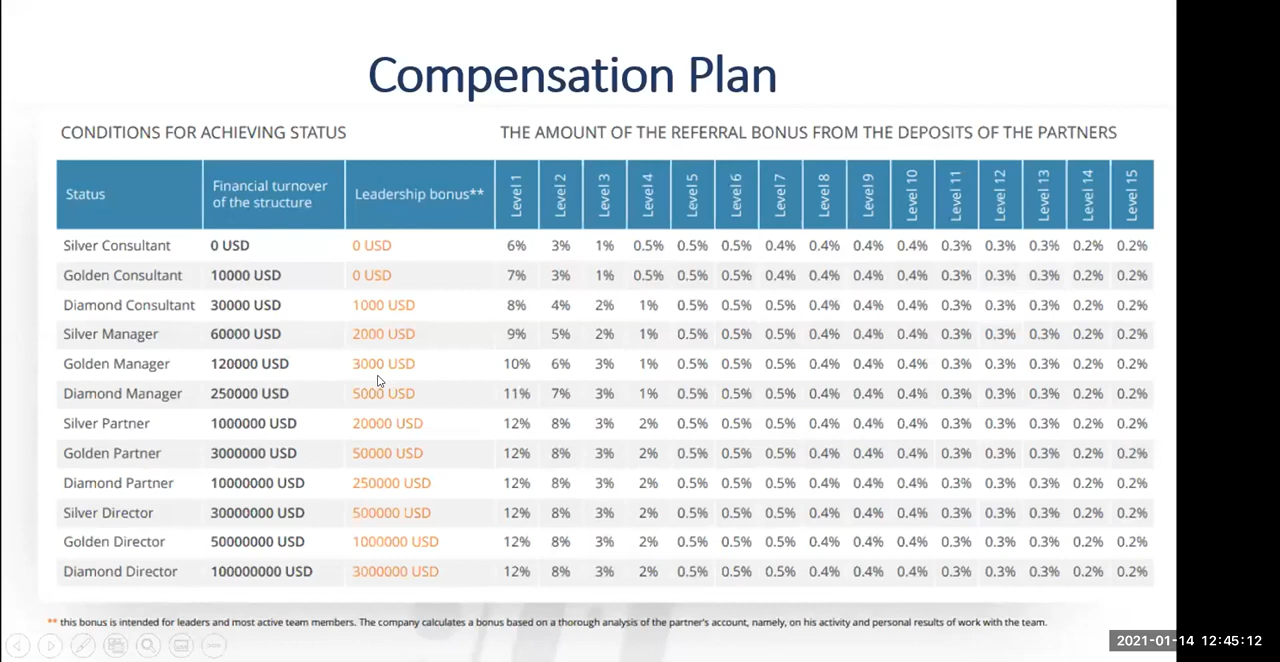 Compensation Plan
CONDITIONS FOR ACHIEVING STATUS THE AMOUNT OF THE REFERRAL BONUS FROM THE DEPOSITS OF THE PARTNERS
Status Financial turnover of the structure Leadership bonus** Level 1 Level 2 Level 3 Level 4 Level 5 Level 6 Level 7 Level 8 Level 9 Level 10 Level 11 Level 12 Level 13 Level 14 Level 15
Silver Consultant 0 USD 0 USD 6% 3% 1% 0.5% 0.5% 0.5% 0.4% 0.4% 0.4% 0.4% 0.3% 0.3% 0.3% 0.2% 0.2%
Golden Consultant 10000 USD 0 USD 7% 3% 1% 0.5% 0.5% 0.5% 0.4% 0.4% 0.4% 0.4% 0.3% 0.3% 0.3% 0.2% 0.2%
Diamond Consultant 30000 USD 1000 USD 8% 4% 2% 1% 0.5% 0.5% 0.5% 0.4% 0.4% 0.4% 0.3% 0.3% 0.3% 0.2% 0.2%
Silver Manager 60000 USD 2000 USD 9% 5% 2% 1% 0.5% 0.5% 0.5% 0.4% 0.4% 0.4% 0.3% 0.3% 0.3% 0.2% 0.2%
Golden Manager 120000 USD 3000 USD 10% 6% 3% 1% 0.5% 0.5% 0.5% 0.4% 0.4% 0.4% 0.3% 0.3% 0.3% 0.2% 0.2%
Diamond Manager 250000 USD 5000 USD 11% 7% 3% 1% 0.5% 0.5% 0.5% 0.4% 0.4% 0.4% 0.3% 0.3% 0.3% 0.2% 0.2%
Silver Partner 1000000 USD 20000 USD 12% 8% 3% 2% 0.5% 0.5% 0.5% 0.4% 0.4% 0.4% 0.3% 0.3% 0.3% 0.2% 0.2%
Golden Partner 3000000 USD 50000 USD 12% 8% 3% 2% 0.5% 0.5% 0.5% 0.4% 0.4% 0.4% 0.3% 0.3% 0.3% 0.2% 0.2%
Diamond Partner 10000000 USD 250000 USD 12% 8% 3% 2% 0.5% 0.5% 0.5% 0.4% 0.4% 0.4% 0.3% 0.3% 0.3% 0.2% 0.2%
Silver Director 30000000 USD 500000 USD 12% 8% 3% 2% 0.5% 0.5% 0.5% 0.4% 0.4% 0.4% 0.3% 0.3% 0.3% 0.2% 0.2%
Golden Director 50000000 USD 1000000 USD 12% 8% 3% 2% 0.5% 0.5% 0.5% 0.4% 0.4% 0.4% 0.3% 0.3% 0.3% 0.2% 0.2%
Diamond Director 100000000 USD 3000000 USD 12% 8% 3% 2% 0.5% 0.5% 0.5% 0.4% 0.4% 0.4% 0.3% 0.3% 0.3% 0.2% 0.2%
** this bonus is intended for leaders and most active team members. The company calculates a bonus based on a thorough analysis of the partner's account, namely, on his activity and personal results of work with the team.
2021-01-14 12:45:12